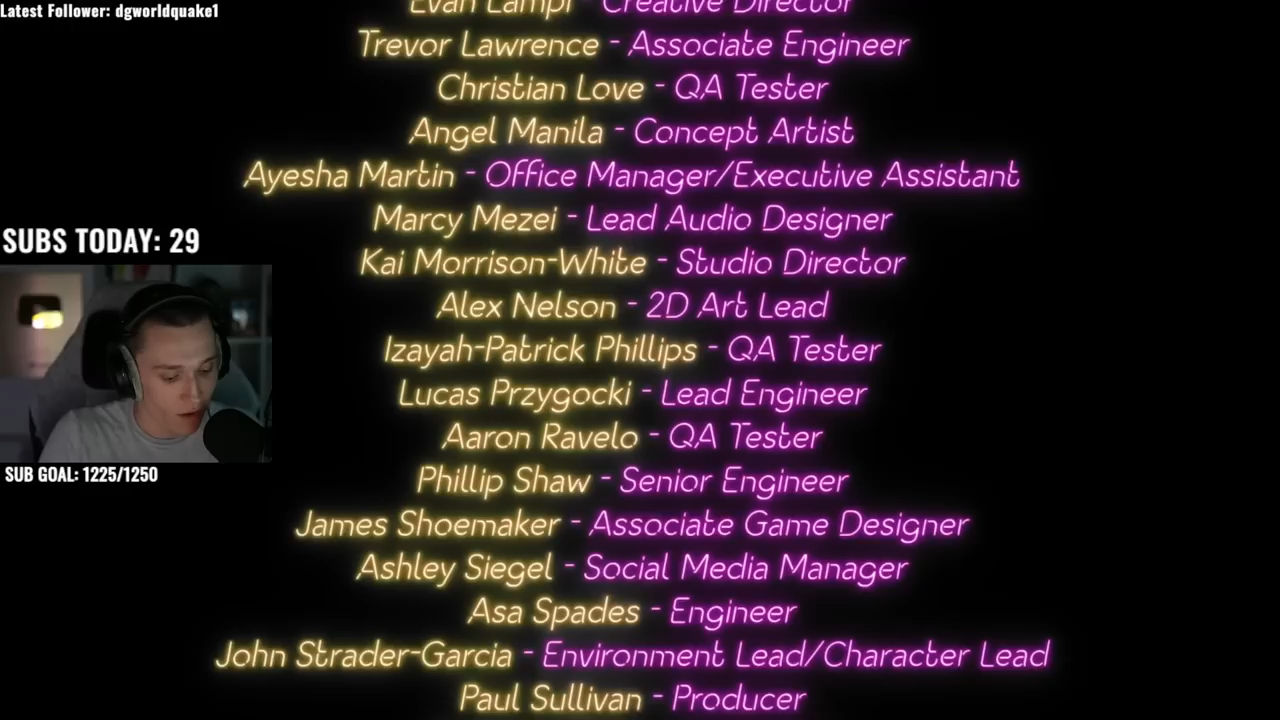 Latest Follower: dgworldquake1
Evan Lampi - Creative Director
Trevor Lawrence - Associate Engineer
Christian Love - QA Tester
Angel Manila - Concept Artist
Ayesha Martin - Office Manager/Executive Assistant
Marcy Mezei - Lead Audio Designer
SUBS TODAY: 29
Kai Morrison-White - Studio Director
Alex Nelson - 2D Art Lead
Izayah-Patrick Phillips - QA Tester
Lucas Przygocki - Lead Engineer
Aaron Ravelo - QA Tester
SUB GOAL: 1225/1250
Phillip Shaw - Senior Engineer
James Shoemaker - Associate Game Designer
Ashley Siegel - Social Media Manager
Asa Spades - Engineer
John Strader-Garcia - Environment Lead/Character Lead
Paul Sullivan - Producer